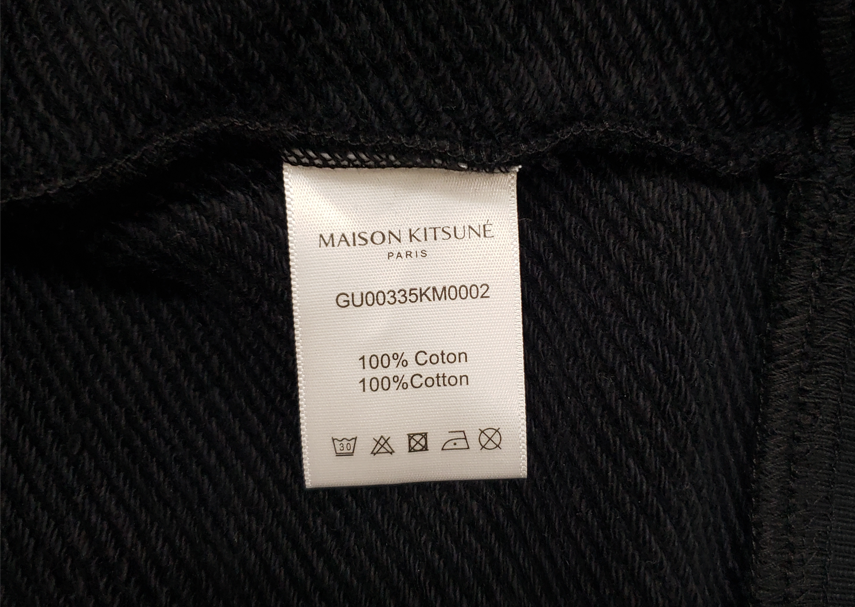 MAISON KITSUNÉ
PARIS
GU00335KM0002
100% Coton
100%Cotton
30